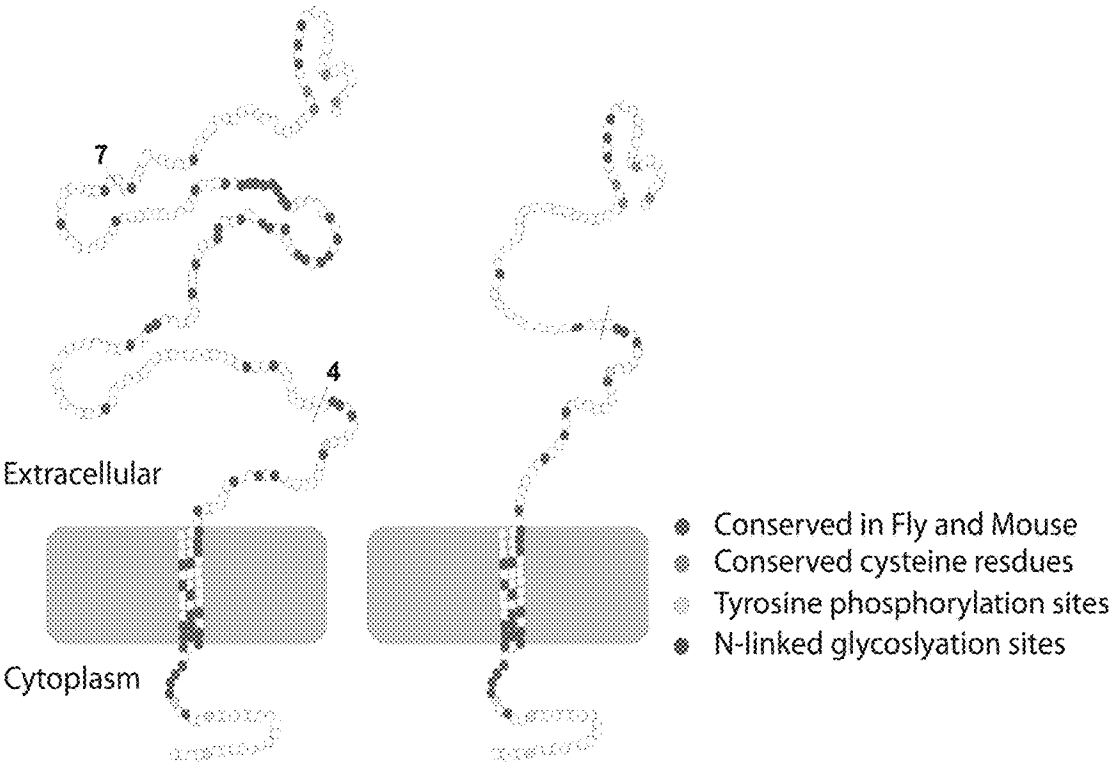 7
4
Extracellular
Conserved in Fly and Mouse
Conserved cysteine resdues
Tyrosine phosphorylation sites
N-linked glycoslyation sites
Cytoplasm